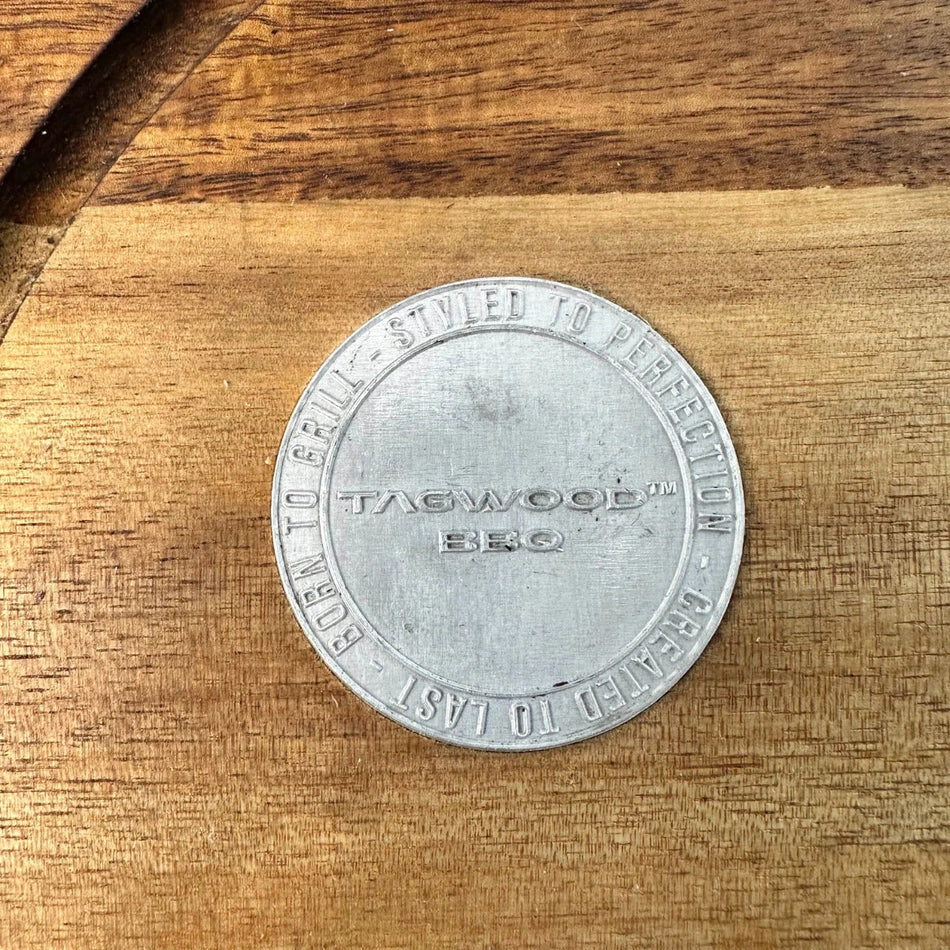 BORN TO GRILL - STYLED TO PERFECTION - CREATED TO LAST -
TAGWOOD™
BBQ